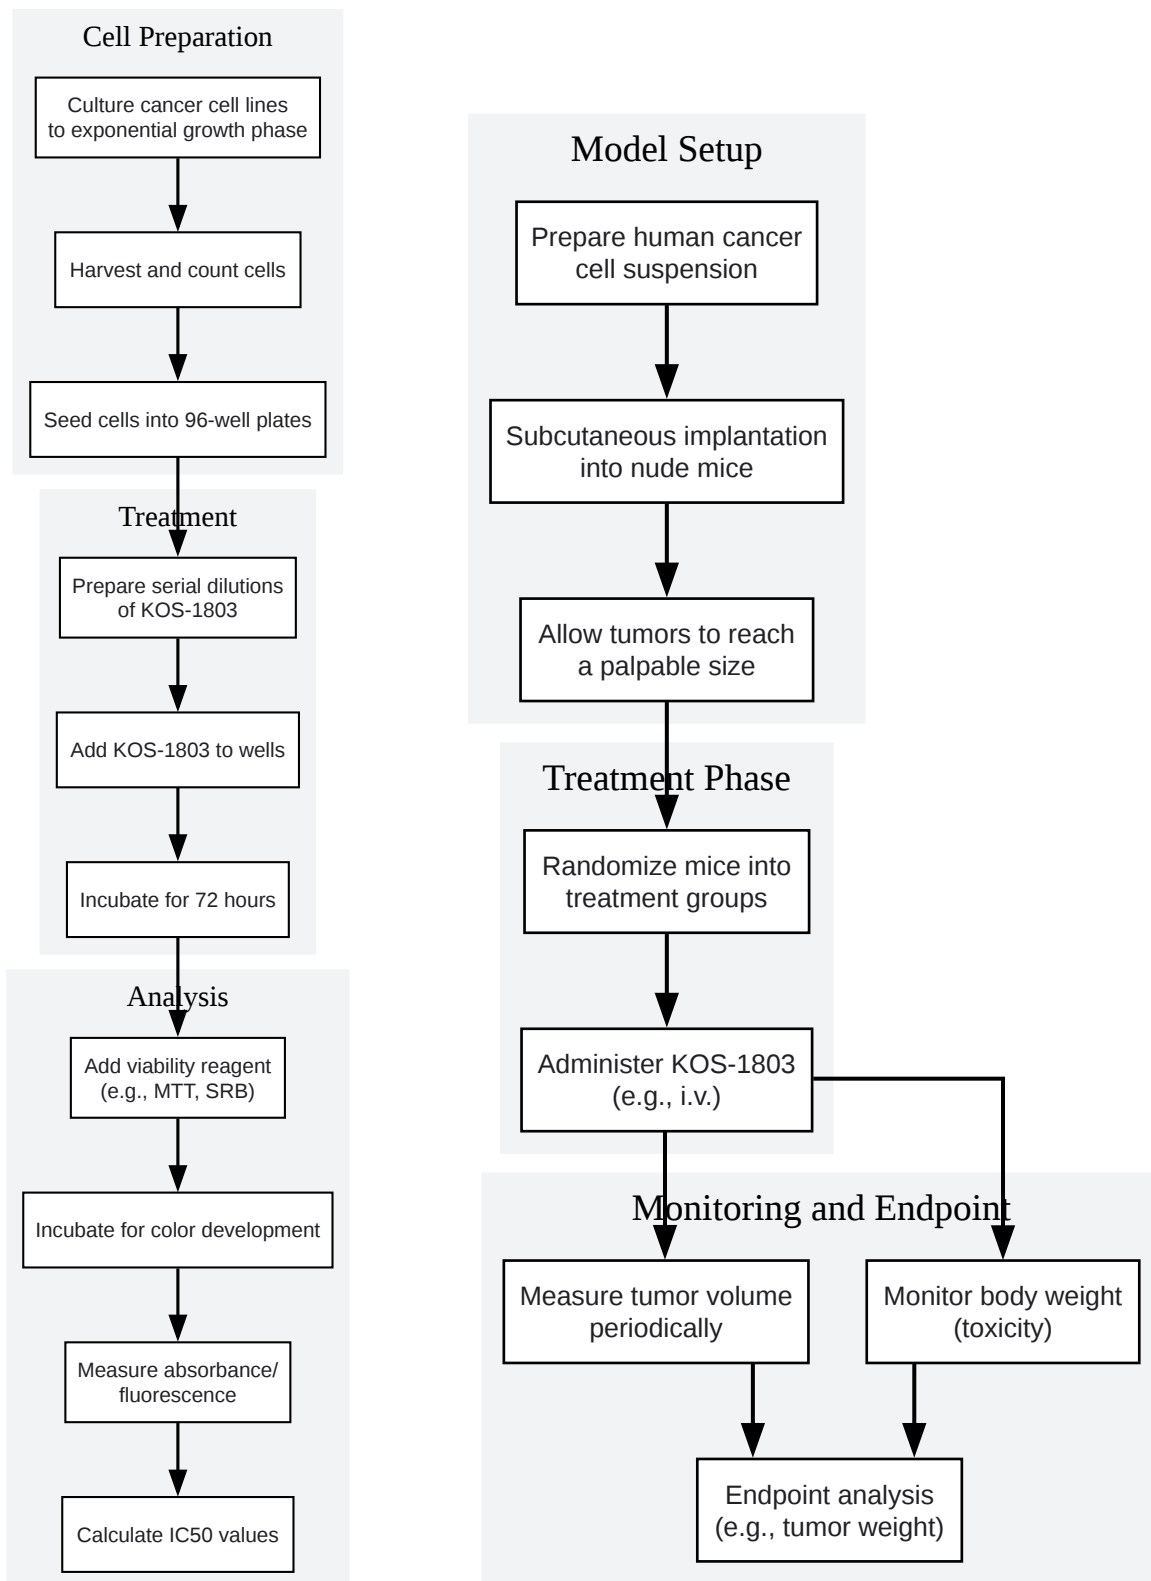 Cell Preparation
Culture cancer cell lines
to exponential growth phase
Harvest and count cells
Seed cells into 96-well plates
Treatment
Prepare serial dilutions
of KOS-1803
Add KOS-1803 to wells
Incubate for 72 hours
Analysis
Add viability reagent
(e.g., MTT, SRB)
Incubate for color development
Measure absorbance/
fluorescence
Calculate IC50 values
Model Setup
Prepare human cancer
cell suspension
Subcutaneous implantation
into nude mice
Allow tumors to reach
a palpable size
Treatment Phase
Randomize mice into
treatment groups
Administer KOS-1803
(e.g., i.v.)
Monitoring and Endpoint
Measure tumor volume
periodically
Monitor body weight
(toxicity)
Endpoint analysis
(e.g., tumor weight)